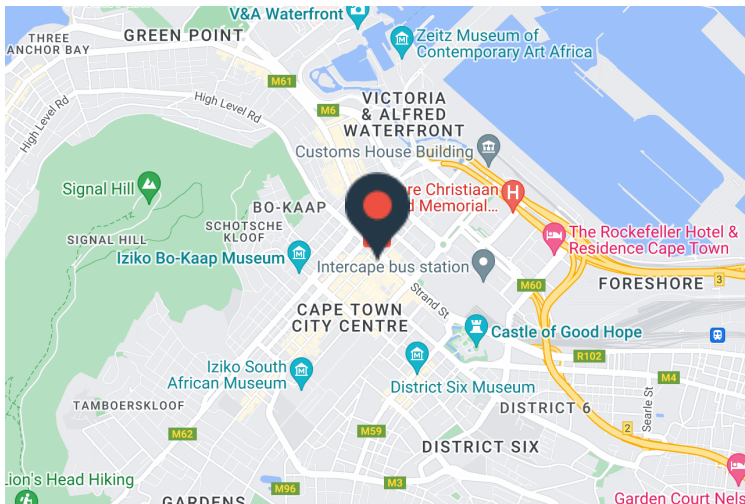 V&A Waterfront
THREE
ANCHOR BAY
GREEN POINT
Zeitz Museum of
Contemporary Art Africa
M61
High Level Rd
High Level Rd
M6
VICTORIA
& ALFRED
WATERFRONT
Customs House Building
Signal Hill
BO-KAAP
re Christiaan
d Memorial...
H
SCHOTSCHE
KLOOF
SIGNAL HILL
The Rockefeller Hotel &
Residence Cape Town
Iziko Bo-Kaap Museum
Intercape bus station
M60
FORESHORE
3
Strand St
CAPE TOWN
CITY CENTRE
Castle of Good Hope
R102
Iziko South
African Museum
District Six Museum
M4
TAMBOERSKLOOF
DISTRICT 6
Searle St
M62
M59
2
DISTRICT SIX
Lion's Head Hiking
M96
M3
GARDENS
Garden Court Nels